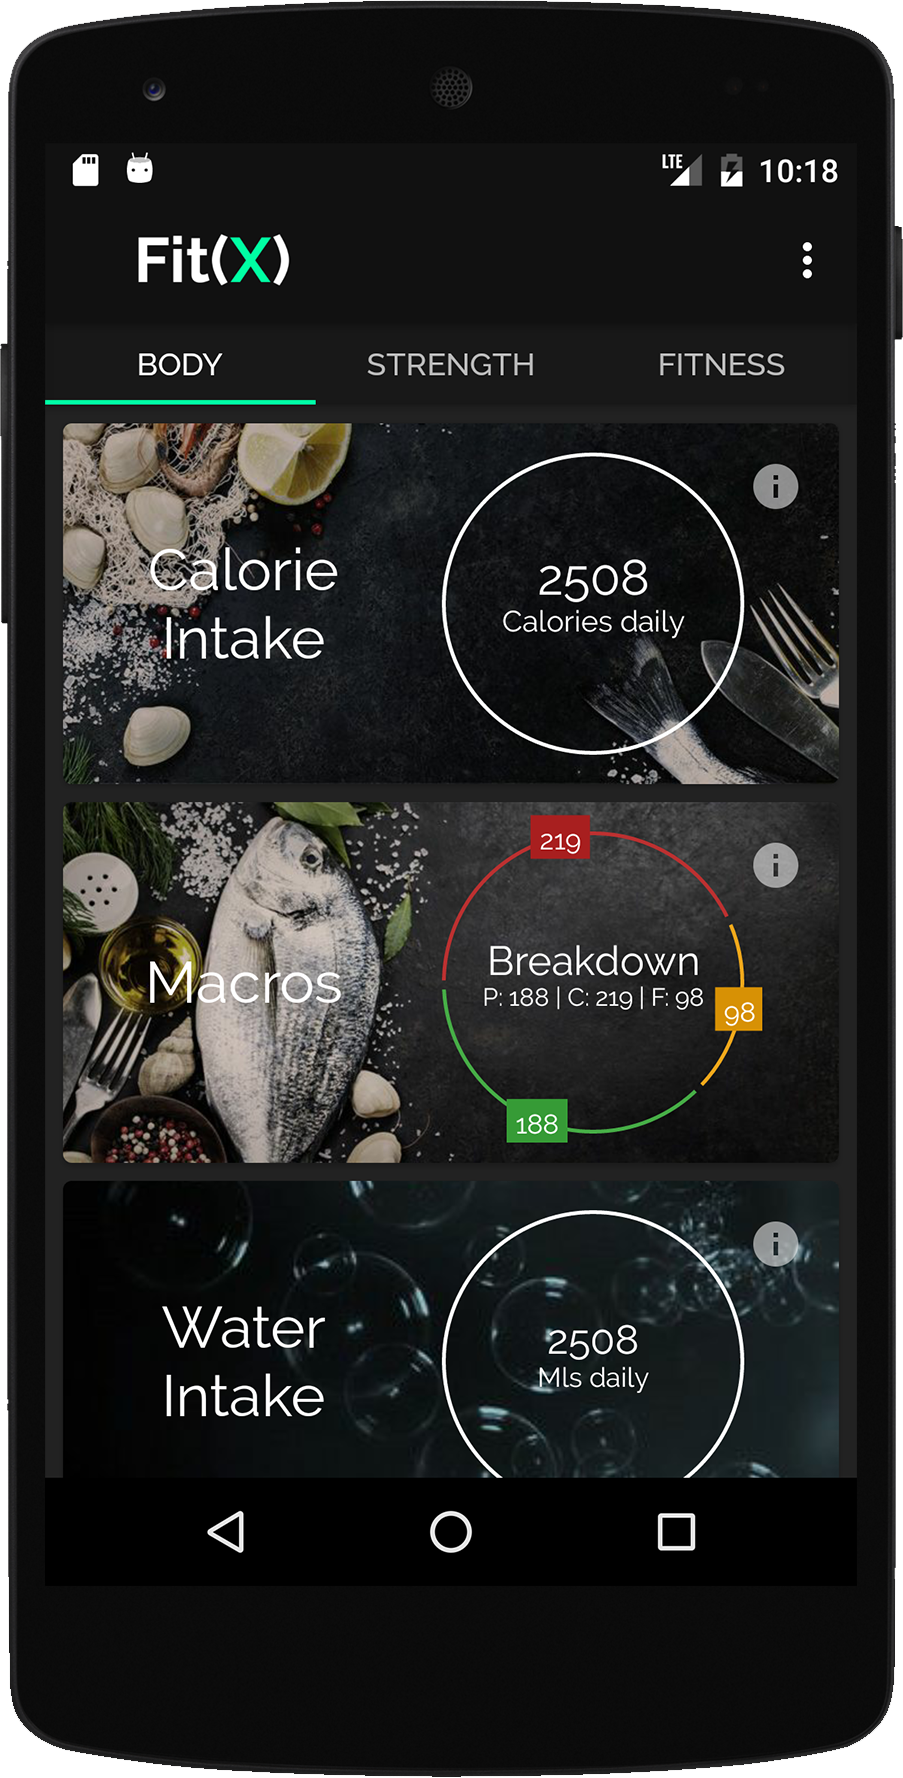 LTE 10:18
Fit(X)
BODY STRENGTH FITNESS
Calorie
Intake
2508
Calories daily
i
Macros
219
Breakdown
P: 188 | C: 219 | F: 98
98
188
i
Water
Intake
2508
Mls daily
i